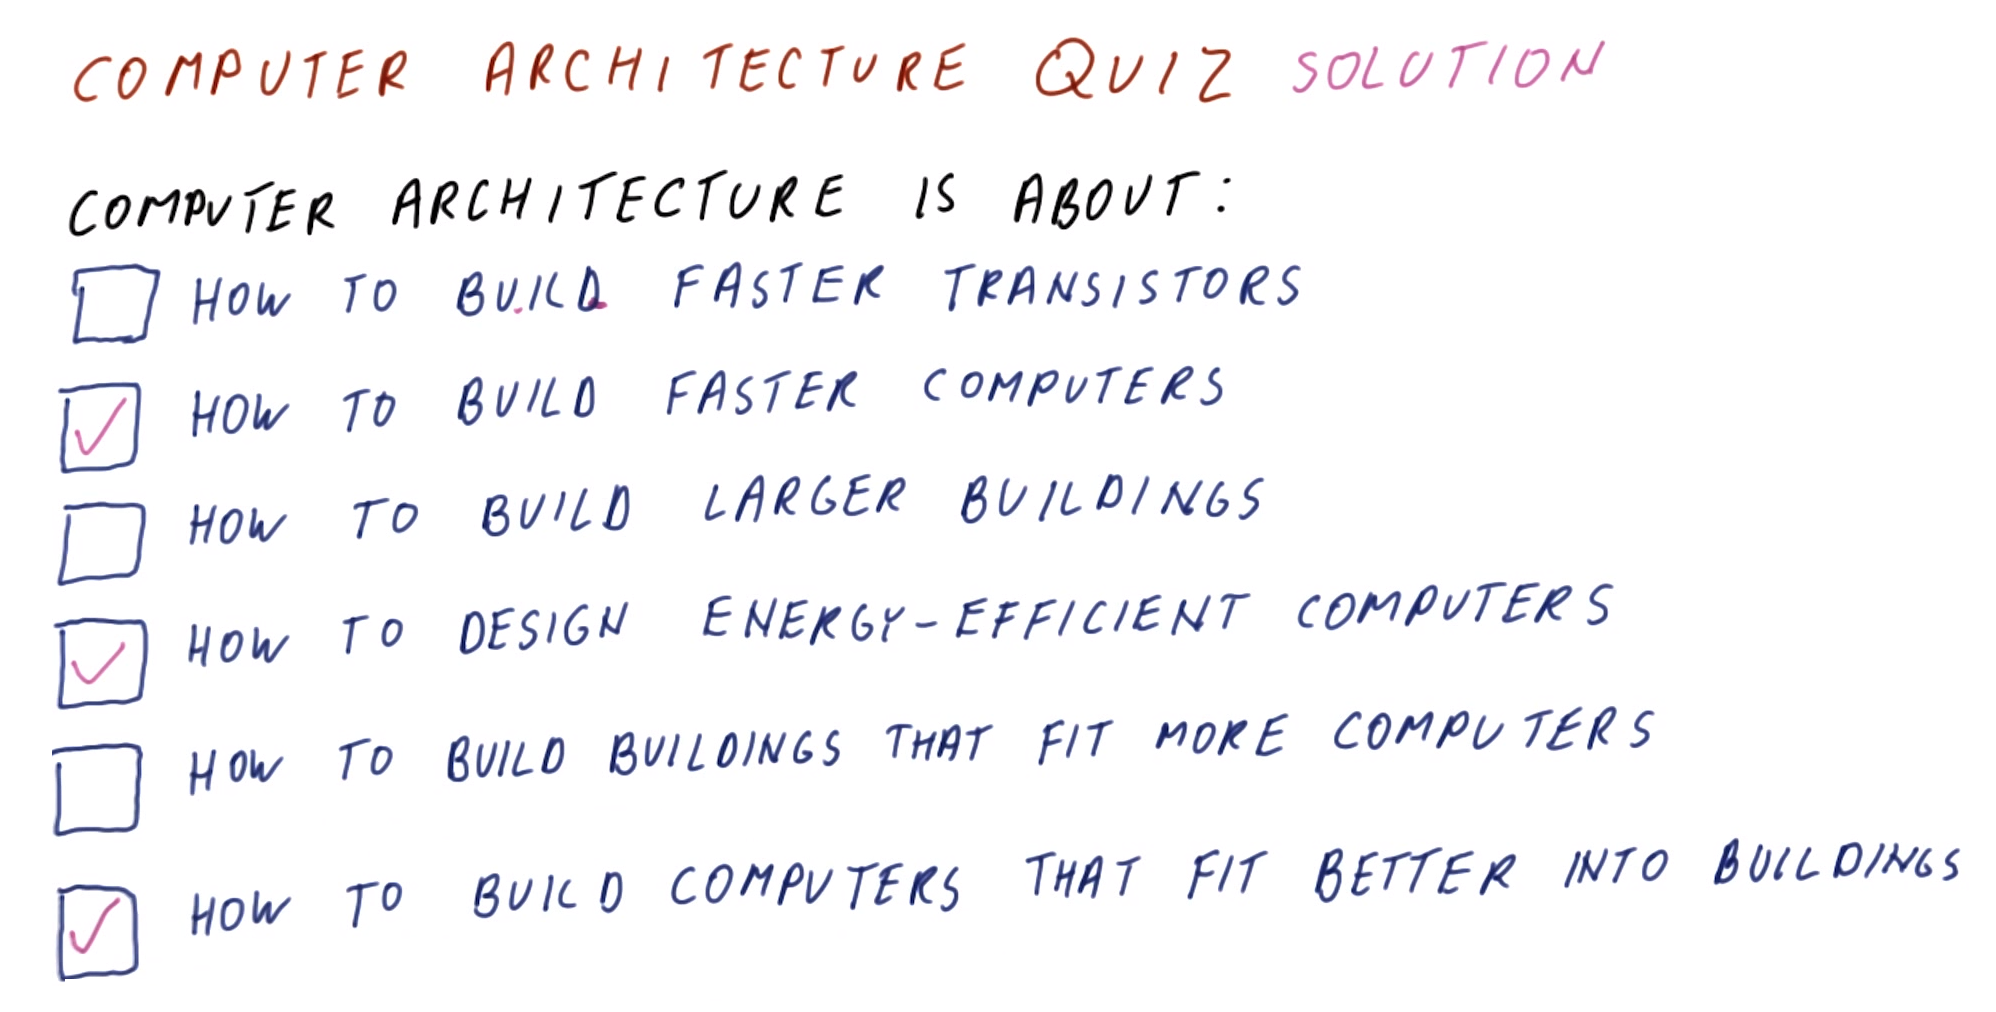 COMPUTER ARCHITECTURE QUIZ SOLUTION
COMPUTER ARCHITECTURE IS ABOUT:
HOW TO BUILD FASTER TRANSISTORS
HOW TO BUILD FASTER COMPUTERS
HOW TO BUILD LARGER BUILDINGS
HOW TO DESIGN ENERGY-EFFICIENT COMPUTERS
HOW TO BUILD BUILDINGS THAT FIT MORE COMPUTERS
HOW TO BUILD COMPUTERS THAT FIT BETTER INTO BUILDINGS